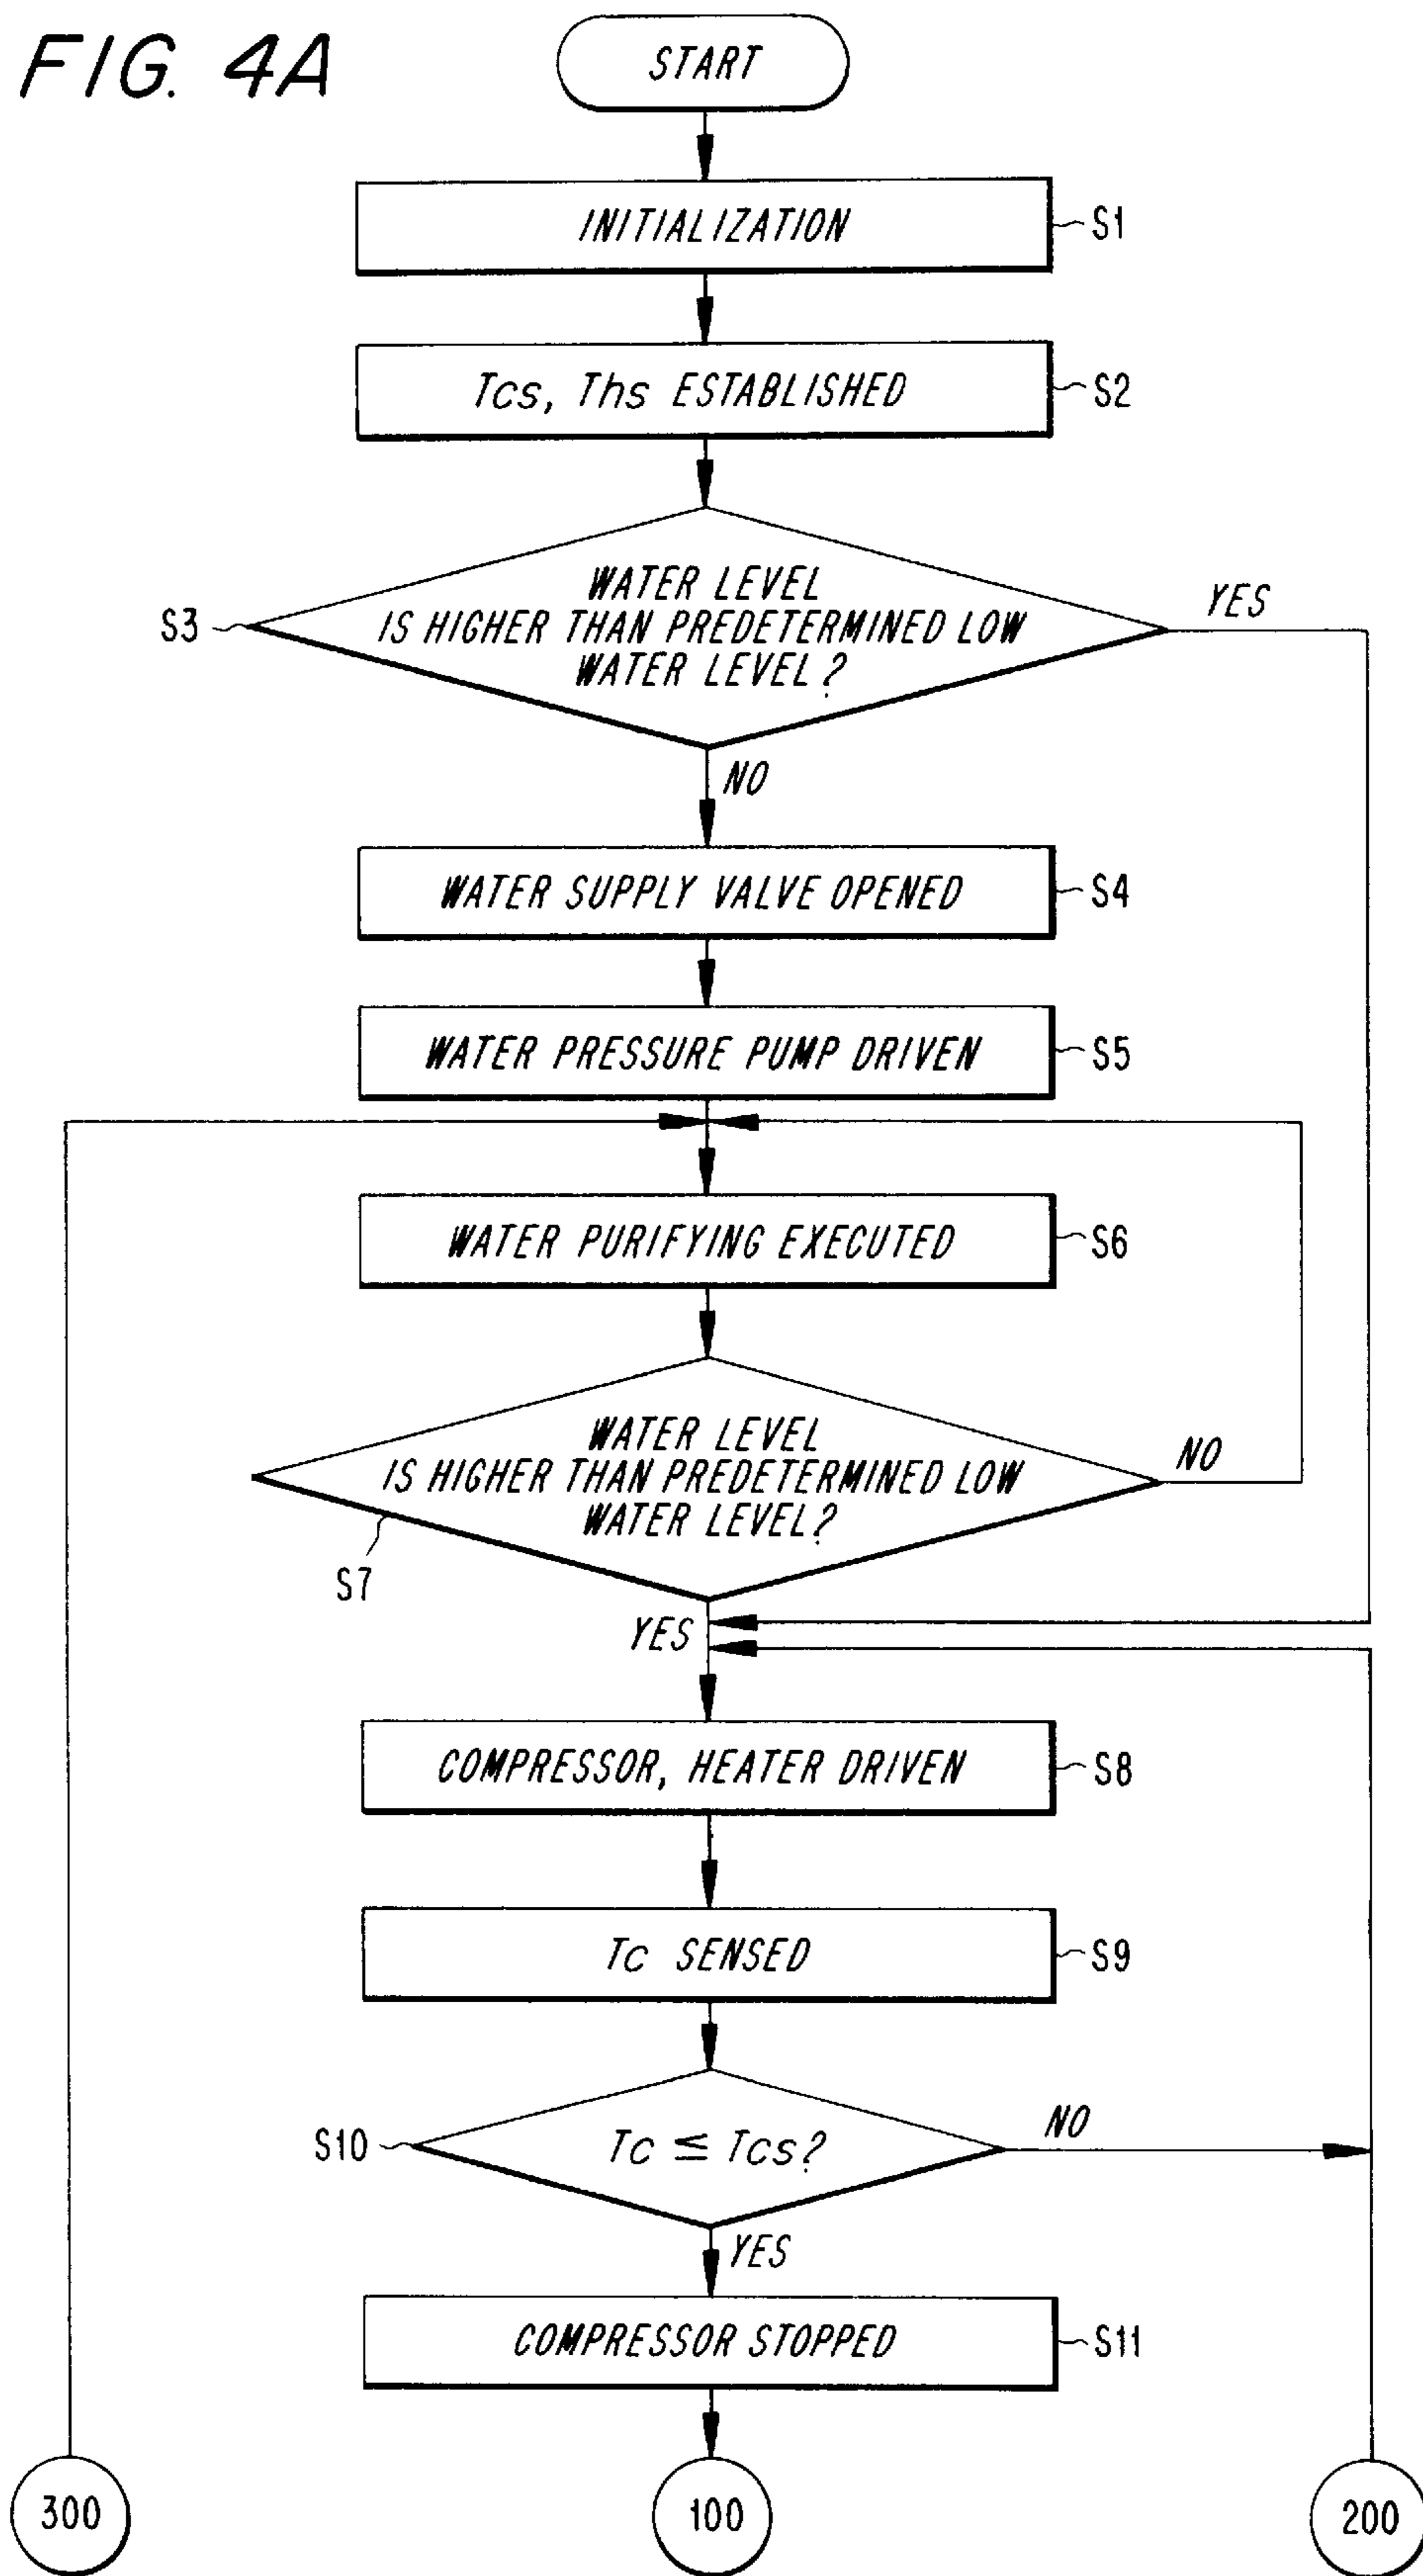 FIG. 4A
START
INITIALIZATION
S1
Tcs, Ths ESTABLISHED
S2
WATER LEVEL
IS HIGHER THAN PREDETERMINED LOW
WATER LEVEL?
S3
YES
NO
WATER SUPPLY VALVE OPENED
S4
WATER PRESSURE PUMP DRIVEN
S5
WATER PURIFYING EXECUTED
S6
WATER LEVEL
IS HIGHER THAN PREDETERMINED LOW
WATER LEVEL?
NO
S7
YES
COMPRESSOR, HEATER DRIVEN
S8
Tc SENSED
S9
S10
Tc ≦ Tcs?
NO
YES
COMPRESSOR STOPPED
S11
300
100
200